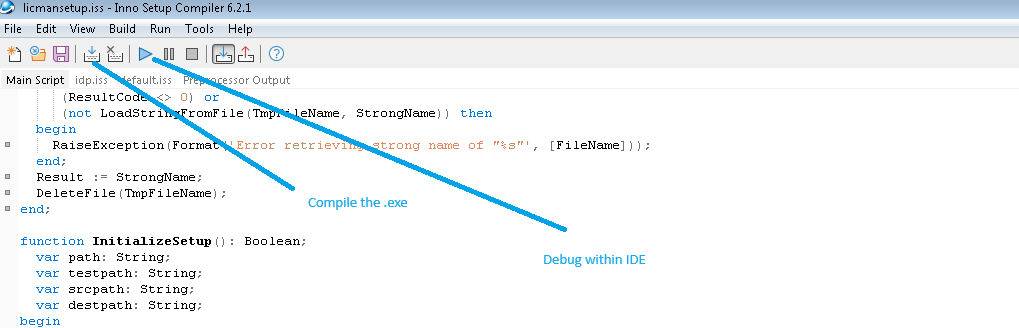 licmansetup.iss - Inno Setup Compiler 6.2.1
File Edit View Build Run Tools Help
Main Script idp.iss default.iss Preprocessor Output
(ResultCode <> 0) or
(not LoadStringFromFile(TmpFileName, StrongName)) then
begin
RaiseException(Format('Error retrieving strong name of "%s"', [FileName]));
end;
Result := StrongName;
DeleteFile(TmpFileName);
end;
Compile the .exe
function InitializeSetup(): Boolean;
var path: String;
Debug within IDE
var testpath: String;
var srcpath: String;
var destpath: String;
begin